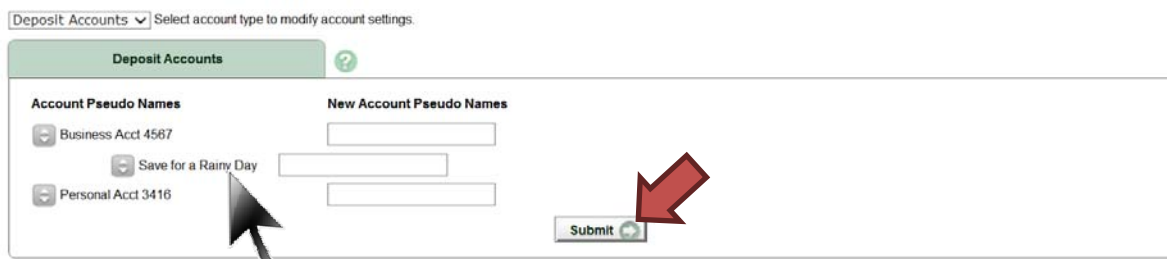 Deposit Accounts Select account type to modify account settings.
Deposit Accounts ?
Account Pseudo Names New Account Pseudo Names
Business Acct 4567
Save for a Rainy Day
Personal Acct 3416
Submit